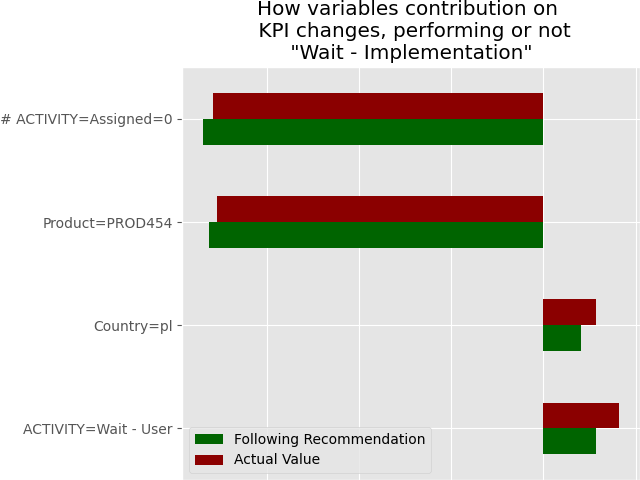 How variables contribution on
KPI changes, performing or not
"Wait - Implementation"
# ACTIVITY=Assigned=0
Product=PROD454
Country=pl
ACTIVITY=Wait - User
Following Recommendation
Actual Value